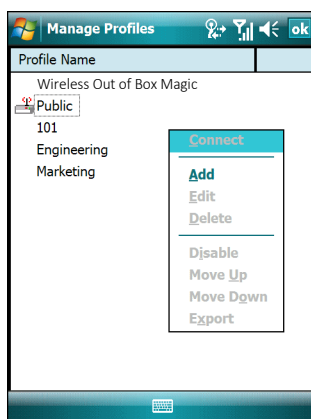 Manage Profiles
ok
Profile Name
Wireless Out of Box Magic
Public
101
Engineering
Marketing
Connect
Add
Edit
Delete
Disable
Move Up
Move Down
Export